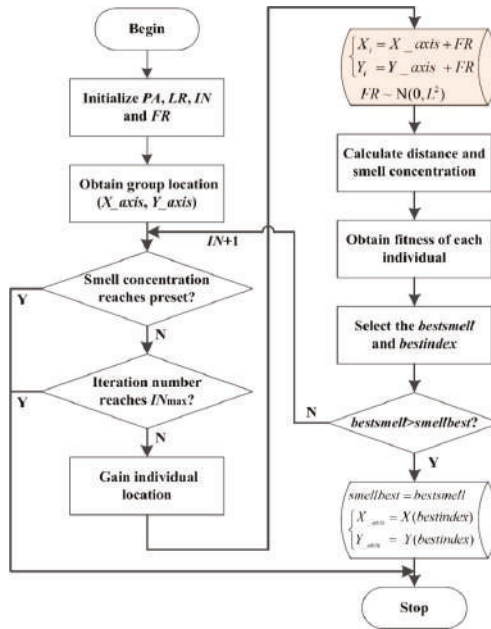 Begin
Initialize PA, LR, IN
and FR
Obtain group location
(X_axis, Y_axis)
IN+1
Smell concentration
reaches preset?
Y
N
Iteration number
reaches INmax?
Y
N
Gain individual
location
Xi = X_axis + FR
Yi = Y_axis + FR
FR ~ N(0, L²)
Calculate distance and
smell concentration
Obtain fitness of each
individual
Select the bestsmell
and bestindex
N
bestsmell>smellbest?
Y
smellbest = bestsmell
X_axis = X(bestindex)
Y_axis = Y(bestindex)
Stop